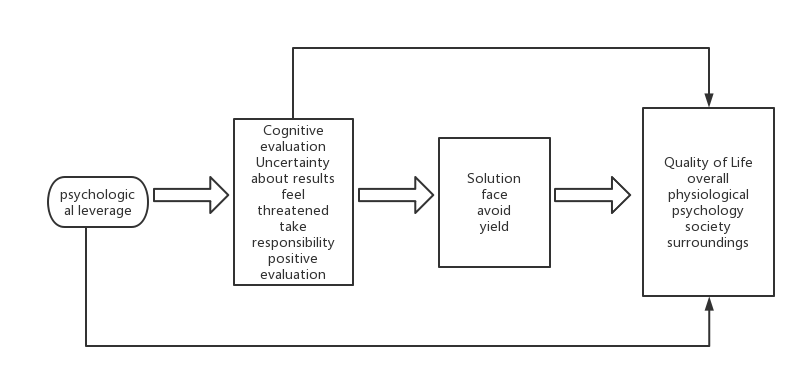 psychologic
al leverage
Cognitive
evaluation
Uncertainty
about results
feel
threatened
take
responsibility
positive
evaluation
Solution
face
avoid
yield
Quality of Life
overall
physiological
psychology
society
surroundings